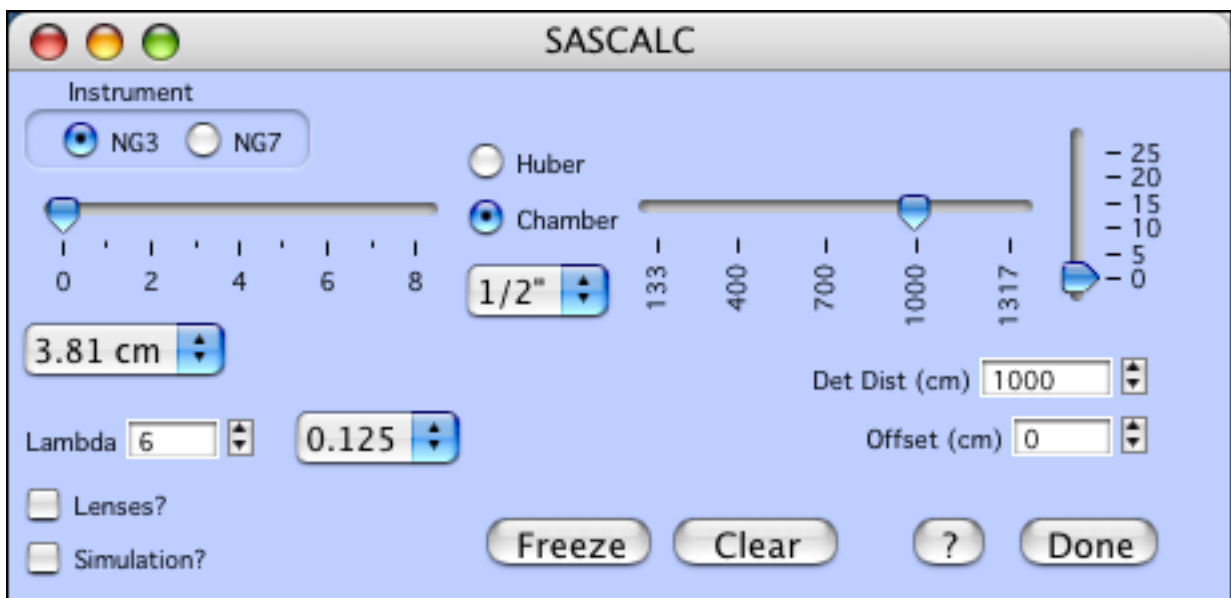 SASCALC
Instrument
NG3 NG7
Huber
Chamber
0 2 4 6 8
1/2"
133 400 700 1000 1317
25
20
15
10
5
0
3.81 cm
Det Dist (cm) 1000
Lambda 6 0.125
Offset (cm) 0
Lenses?
Simulation?
Freeze Clear ? Done